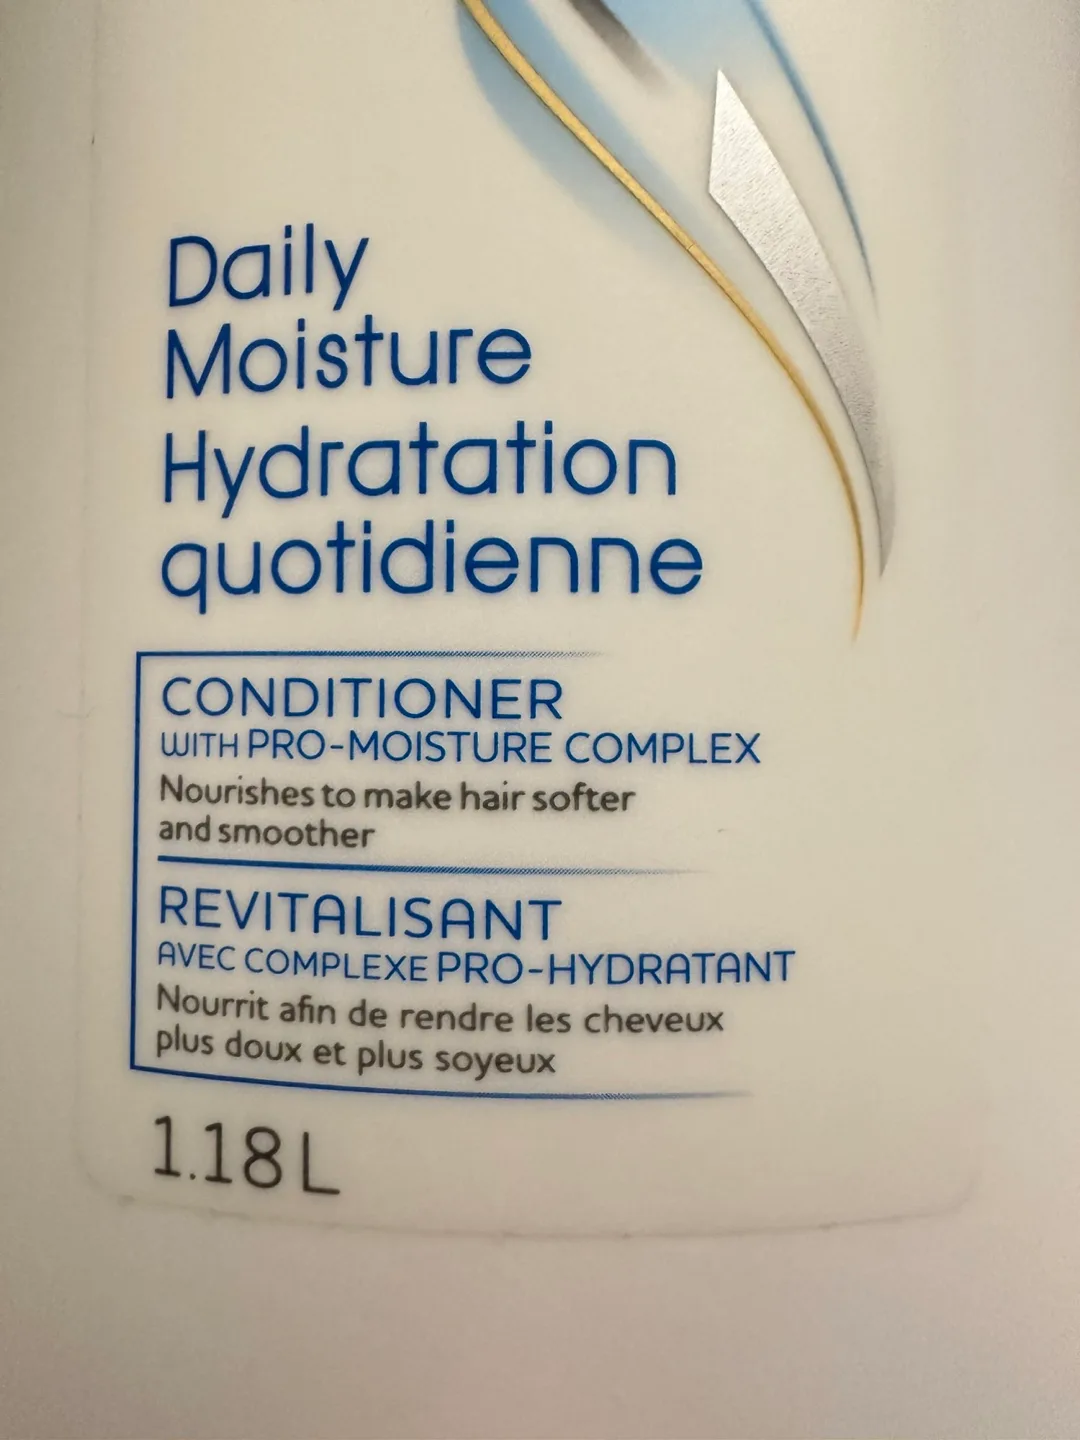 Daily
Moisture
Hydratation
quotidienne
CONDITIONER
WITH PRO-MOISTURE COMPLEX
Nourishes to make hair softer
and smoother
REVITALISANT
AVEC COMPLEXE PRO-HYDRATANT
Nourrit afin de rendre les cheveux
plus doux et plus soyeux
1.18 L